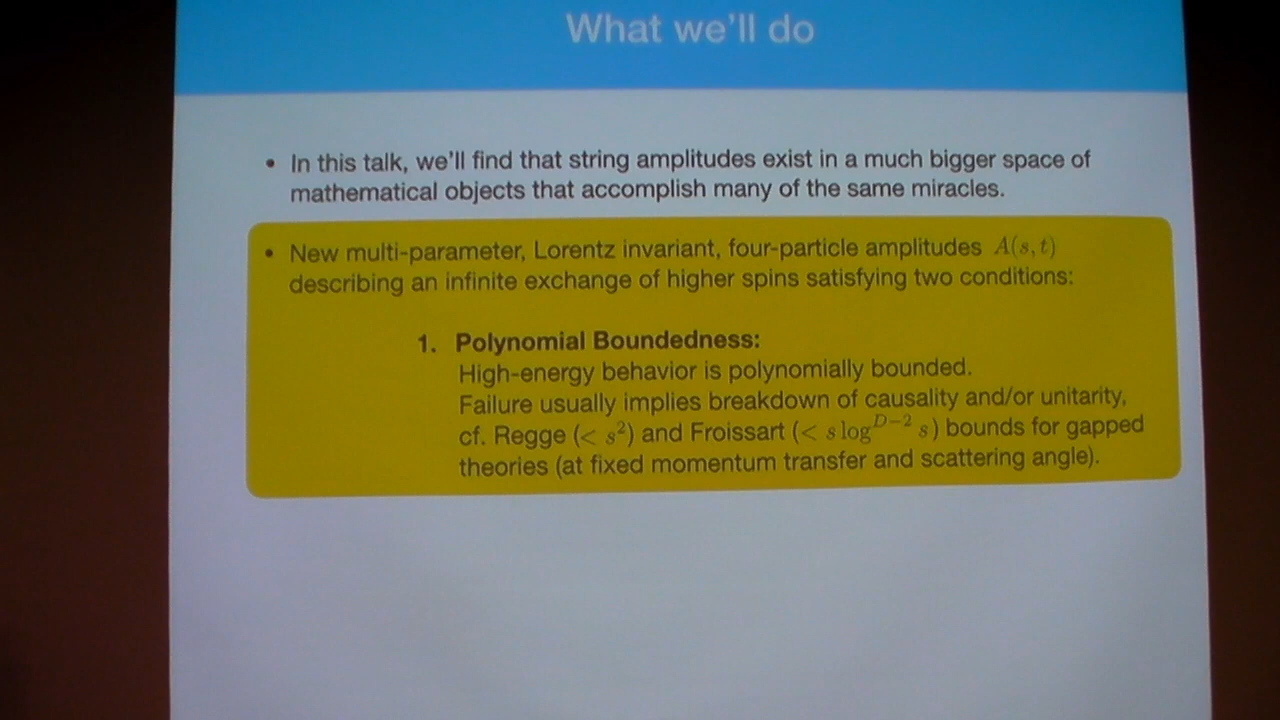 What we'll do
• In this talk, we'll find that string amplitudes exist in a much bigger space of
mathematical objects that accomplish many of the same miracles.
• New multi-parameter, Lorentz invariant, four-particle amplitudes A(s, t)
describing an infinite exchange of higher spins satisfying two conditions:
1. Polynomial Boundedness:
High-energy behavior is polynomially bounded.
Failure usually implies breakdown of causality and/or unitarity,
cf. Regge (< s²) and Froissart (< s log^{D−2} s) bounds for gapped
theories (at fixed momentum transfer and scattering angle).